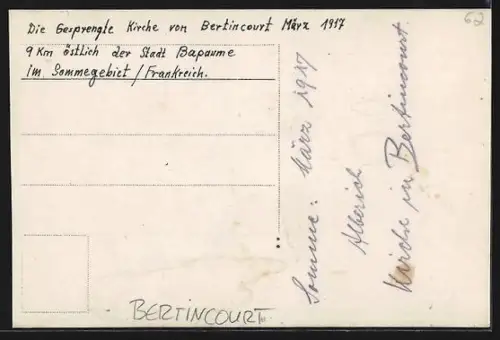 Die Gesprengte Kirche von Bertincourt März 1917
9 Km östlich der Stadt Bapaume
im Sommegebiet / Frankreich.
62
Somme: März 1917
Alberich
Kirche in Bertincourt.
BERTINCOURT.